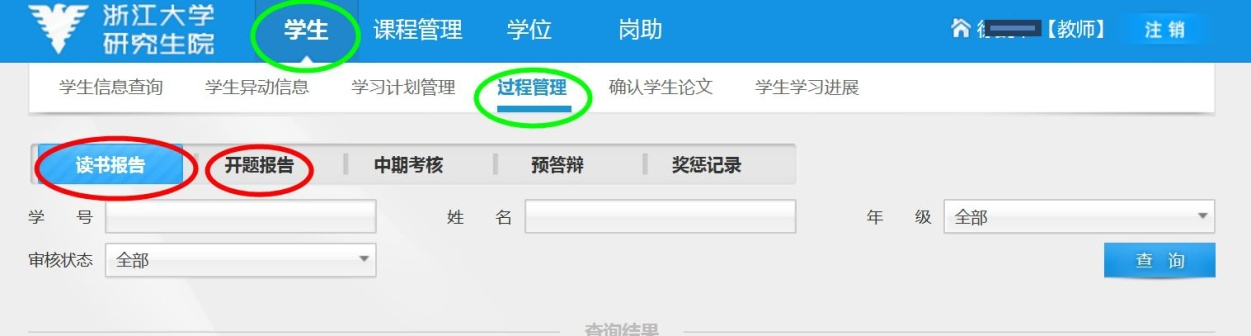 浙江大学
研究生院
学生 课程管理 学位 岗助
【教师】 注销
学生信息查询 学生异动信息 学习计划管理 过程管理 确认学生论文 学生学习进展
读书报告 开题报告 中期考核 预答辩 奖惩记录
学 号 姓 名 年 级 全部
审核状态 全部 查 询
查询结果